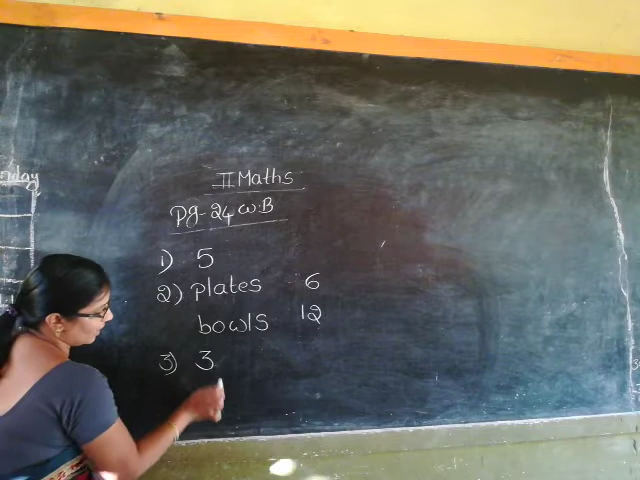 II Maths
Pg-24 W.B
1) 5
2) plates 6
bowls 12
3) 3